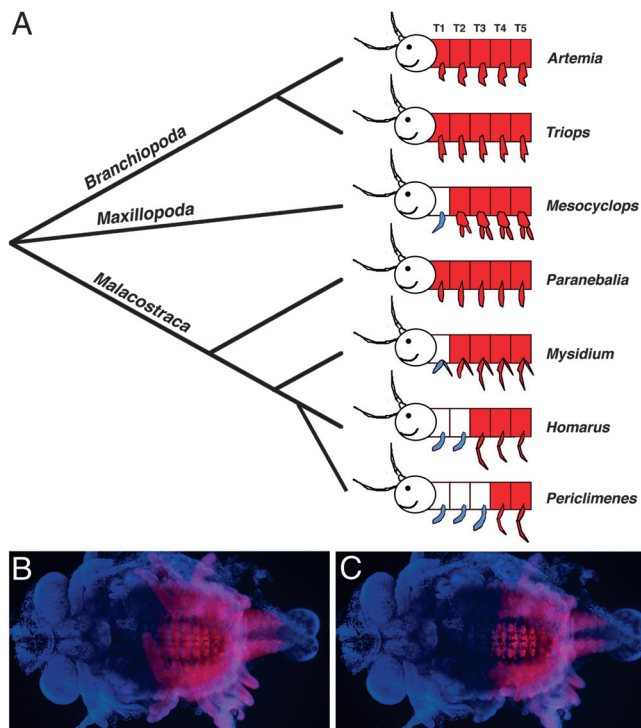 A
T1 T2 T3 T4 T5
Artemia
Branchiopoda
Triops
Maxillopoda
Mesocyclops
Malacostraca
Paranebalia
Mysidium
Homarus
Periclimenes
B
C